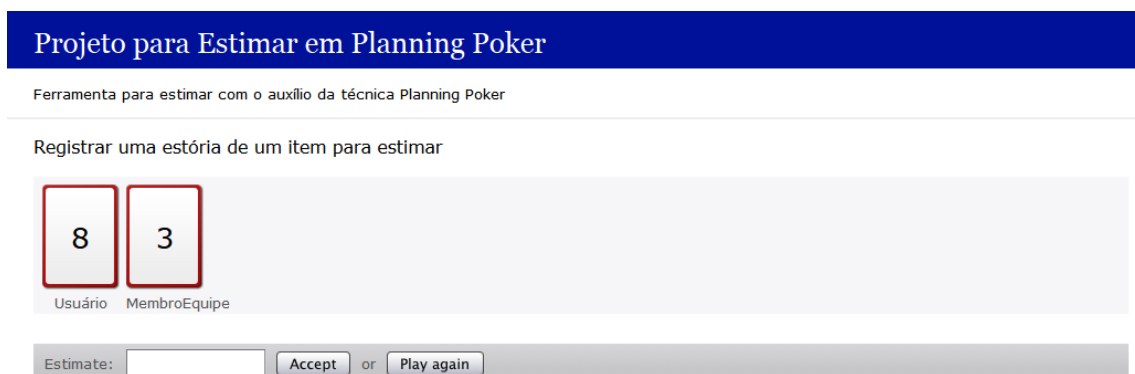 Projeto para Estimar em Planning Poker
Ferramenta para estimar com o auxílio da técnica Planning Poker
Registrar uma estória de um item para estimar
8 3
Usuário MembroEquipe
Estimate: Accept or Play again